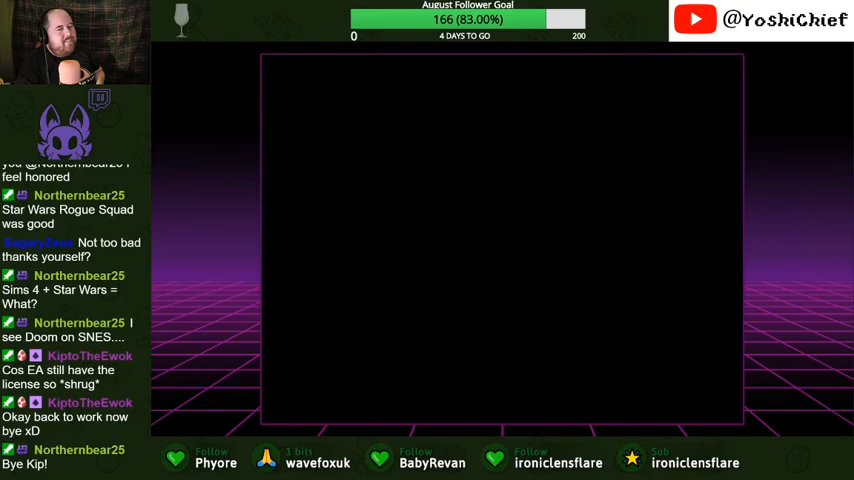 August Follower Goal
166 (83.00%)
0
4 DAYS TO GO
200
@YoshiChief
feel honored
Northernbear25
Star Wars Rogue Squad
was good
SugaryZeus Not too bad
thanks yourself?
Northernbear25
Sims 4 + Star Wars =
What?
Northernbear25 I
see Doom on SNES....
KiptoTheEwok
Cos EA still have the
license so *shrug*
KiptoTheEwok
Okay back to work now
bye xD
Northernbear25
Bye Kip!
Follow
Phyore
1 bits
wavefoxuk
Follow
BabyRevan
Follow
ironiclensflare
Sub
ironiclensflare